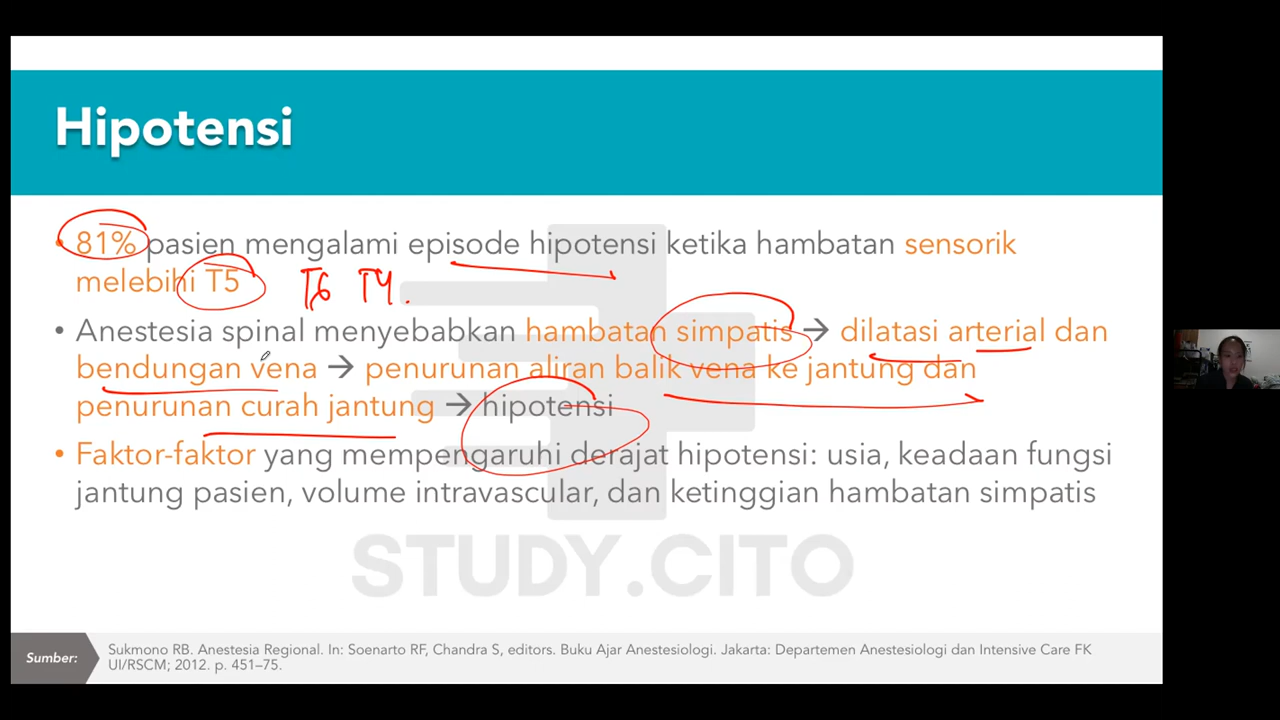 Hipotensi
• 81% pasien mengalami episode hipotensi ketika hambatan sensorik
melebihi T5 T6 T4.
• Anestesia spinal menyebabkan hambatan simpatis → dilatasi arterial dan
bendungan vena → penurunan aliran balik vena ke jantung dan
penurunan curah jantung → hipotensi
• Faktor-faktor yang mempengaruhi derajat hipotensi: usia, keadaan fungsi
jantung pasien, volume intravascular, dan ketinggian hambatan simpatis
STUDY.CITO
Sumber:
Sukmono RB. Anestesia Regional. In: Soenarto RF, Chandra S, editors. Buku Ajar Anestesiologi. Jakarta: Departemen Anestesiologi dan Intensive Care FK
UI/RSCM; 2012. p. 451–75.